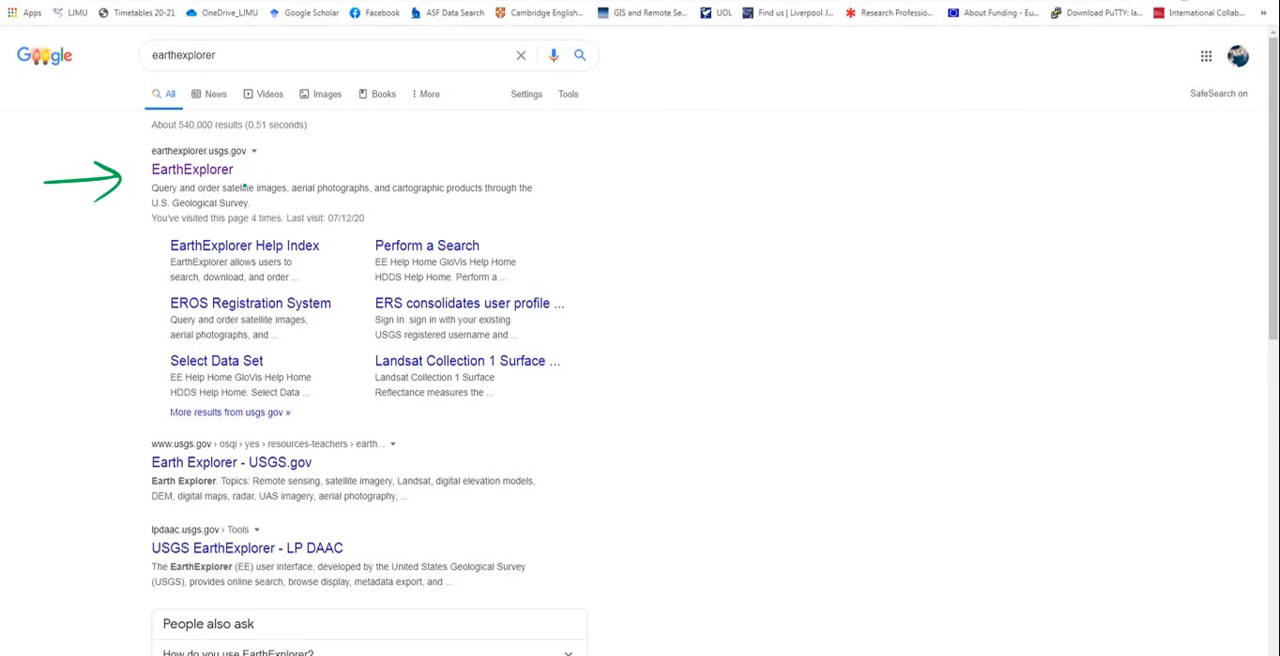 Apps LJMU Timetables 20-21 OneDrive_LJMU Google Scholar Facebook ASF Data Search Cambridge English... GIS and Remote Se... UOL Find us | Liverpool J... Research Professio... About Funding - Eu... Download PuTTY: la... International Collab... »
Google
earthexplorer
All News Videos Images Books More Settings Tools SafeSearch on
About 540,000 results (0.51 seconds)
earthexplorer.usgs.gov
EarthExplorer
Query and order satellite images, aerial photographs, and cartographic products through the
U.S. Geological Survey.
You've visited this page 4 times. Last visit: 07/12/20
EarthExplorer Help Index
EarthExplorer allows users to
search, download, and order ...
Perform a Search
EE Help Home GloVis Help Home
HDDS Help Home. Perform a ...
EROS Registration System
Query and order satellite images,
aerial photographs, and ...
ERS consolidates user profile ...
Sign In. sign in with your existing
USGS registered username and ...
Select Data Set
EE Help Home GloVis Help Home
HDDS Help Home. Select Data ...
Landsat Collection 1 Surface ...
Landsat Collection 1 Surface
Reflectance measures the ...
More results from usgs.gov »
www.usgs.gov › osqi › yes › resources-teachers › earth...
Earth Explorer - USGS.gov
Earth Explorer. Topics: Remote sensing, satellite imagery, Landsat, digital elevation models,
DEM, digital maps, radar, UAS imagery, aerial photography, ...
lpdaac.usgs.gov › Tools
USGS EarthExplorer - LP DAAC
The EarthExplorer (EE) user interface, developed by the United States Geological Survey
(USGS), provides online search, browse display, metadata export, and ...
People also ask
How do you use EarthExplorer?